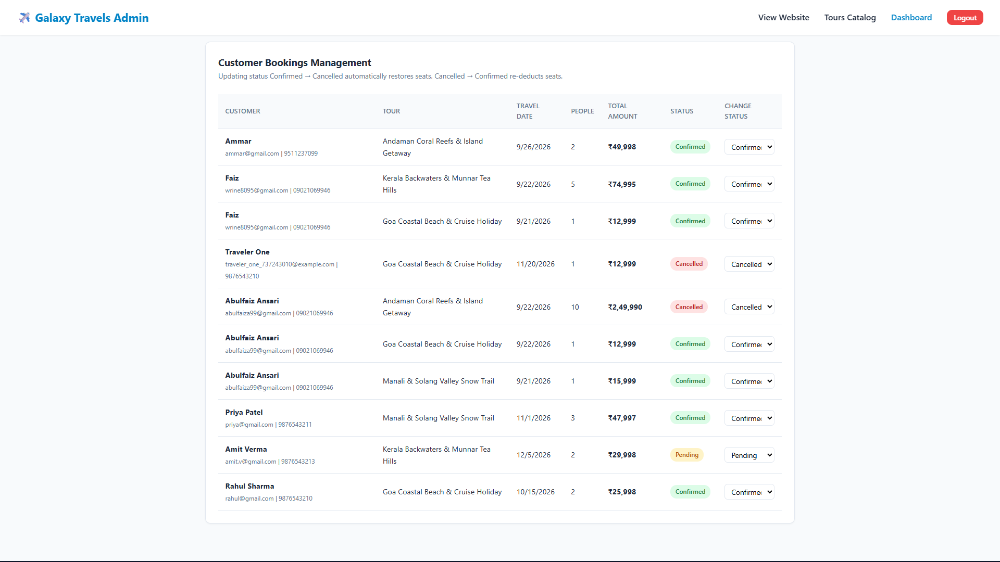 Galaxy Travels Admin
View Website
Tours Catalog
Dashboard
Logout
Customer Bookings Management
Updating status Confirmed → Cancelled automatically restores seats. Cancelled → Confirmed re-deducts seats.
CUSTOMER
TOUR
TRAVEL
DATE
PEOPLE
TOTAL
AMOUNT
STATUS
CHANGE
STATUS
Ammar
ammar@gmail.com | 9511237099
Andaman Coral Reefs & Island
Getaway
9/26/2026
2
₹49,998
Confirmed
Confirmed
Faiz
wrine8095@gmail.com | 09021069946
Kerala Backwaters & Munnar Tea
Hills
9/22/2026
5
₹74,995
Confirmed
Confirmed
Faiz
wrine8095@gmail.com | 09021069946
Goa Coastal Beach & Cruise Holiday
9/21/2026
1
₹12,999
Confirmed
Confirmed
Traveler One
traveler_one_737243010@example.com |
9876543210
Goa Coastal Beach & Cruise Holiday
11/20/2026
1
₹12,999
Cancelled
Cancelled
Abulfaiz Ansari
abulfaiza99@gmail.com | 09021069946
Andaman Coral Reefs & Island
Getaway
9/22/2026
10
₹2,49,990
Cancelled
Cancelled
Abulfaiz Ansari
abulfaiza99@gmail.com | 09021069946
Goa Coastal Beach & Cruise Holiday
9/22/2026
1
₹12,999
Confirmed
Confirmed
Abulfaiz Ansari
abulfaiza99@gmail.com | 09021069946
Manali & Solang Valley Snow Trail
9/21/2026
1
₹15,999
Confirmed
Confirmed
Priya Patel
priya@gmail.com | 9876543211
Manali & Solang Valley Snow Trail
11/1/2026
3
₹47,997
Confirmed
Confirmed
Amit Verma
amit.v@gmail.com | 9876543213
Kerala Backwaters & Munnar Tea
Hills
12/5/2026
2
₹29,998
Pending
Pending
Rahul Sharma
rahul@gmail.com | 9876543210
Goa Coastal Beach & Cruise Holiday
10/15/2026
2
₹25,998
Confirmed
Confirmed